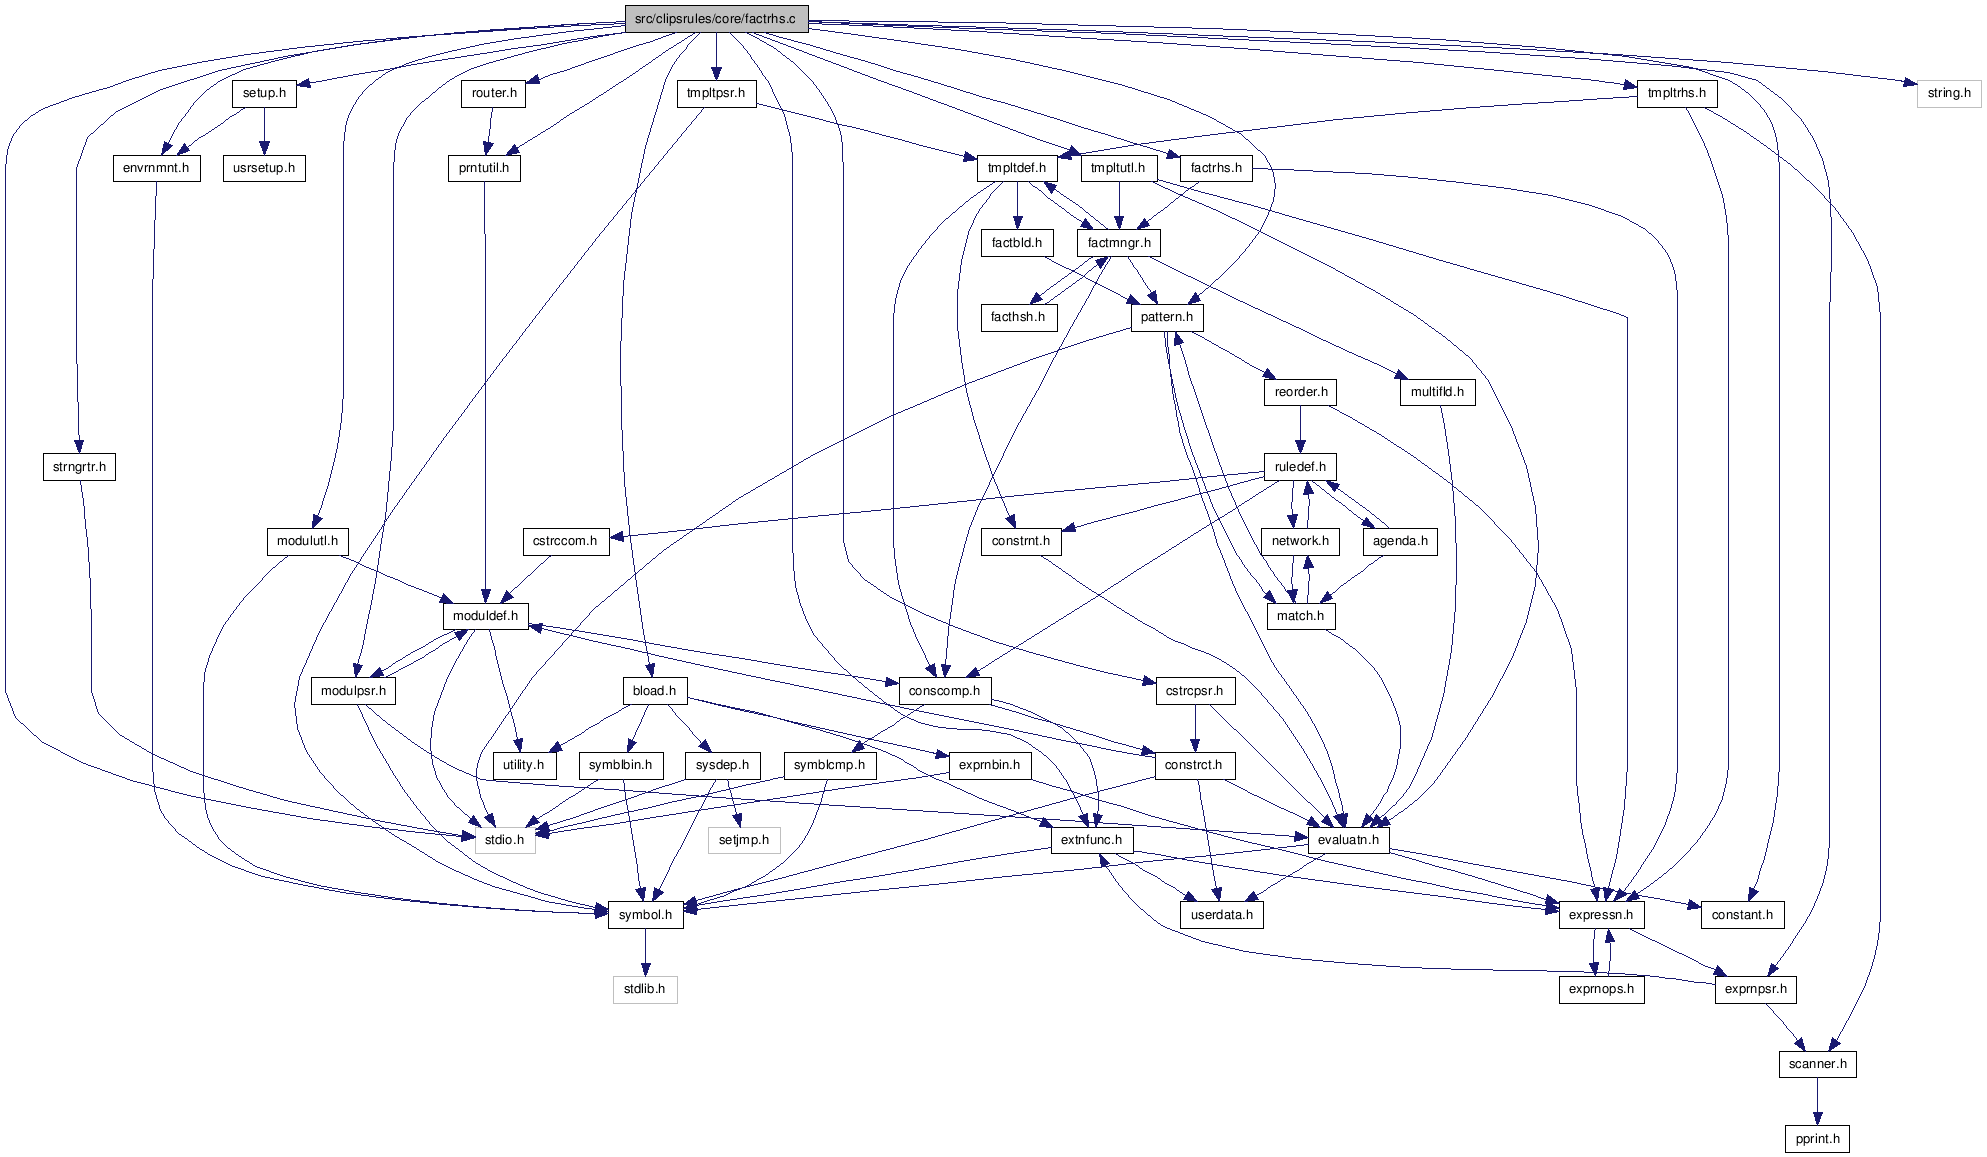 src/clipsrules/core/factrhs.c
setup.h
router.h
tmpltpsr.h
tmpltrhs.h
string.h
envrnmnt.h
usrsetup.h
prntutil.h
tmpltdef.h
tmpltutl.h
factrhs.h
factbld.h
factmngr.h
facthsh.h
pattern.h
reorder.h
multifld.h
strngrtr.h
ruledef.h
modulutl.h
cstrccom.h
constrnt.h
network.h
agenda.h
moduldef.h
match.h
modulpsr.h
bload.h
conscomp.h
cstrcpsr.h
utility.h
symblbin.h
sysdep.h
symblcmp.h
exprnbin.h
constrct.h
stdio.h
setjmp.h
extnfunc.h
evaluatn.h
symbol.h
userdata.h
expressn.h
constant.h
stdlib.h
exprnops.h
exprnpsr.h
scanner.h
pprint.h